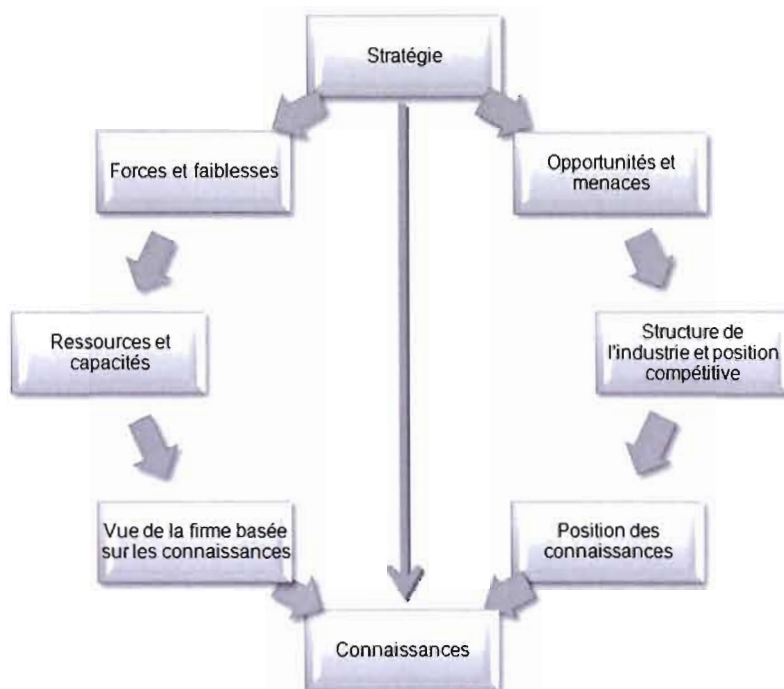 Stratégie
Forces et faiblesses
Opportunités et
menaces
Ressources et
capacités
Structure de
l'industrie et position
compétitive
Vue de la firme basée
sur les connaissances
Position des
connaissances
Connaissances